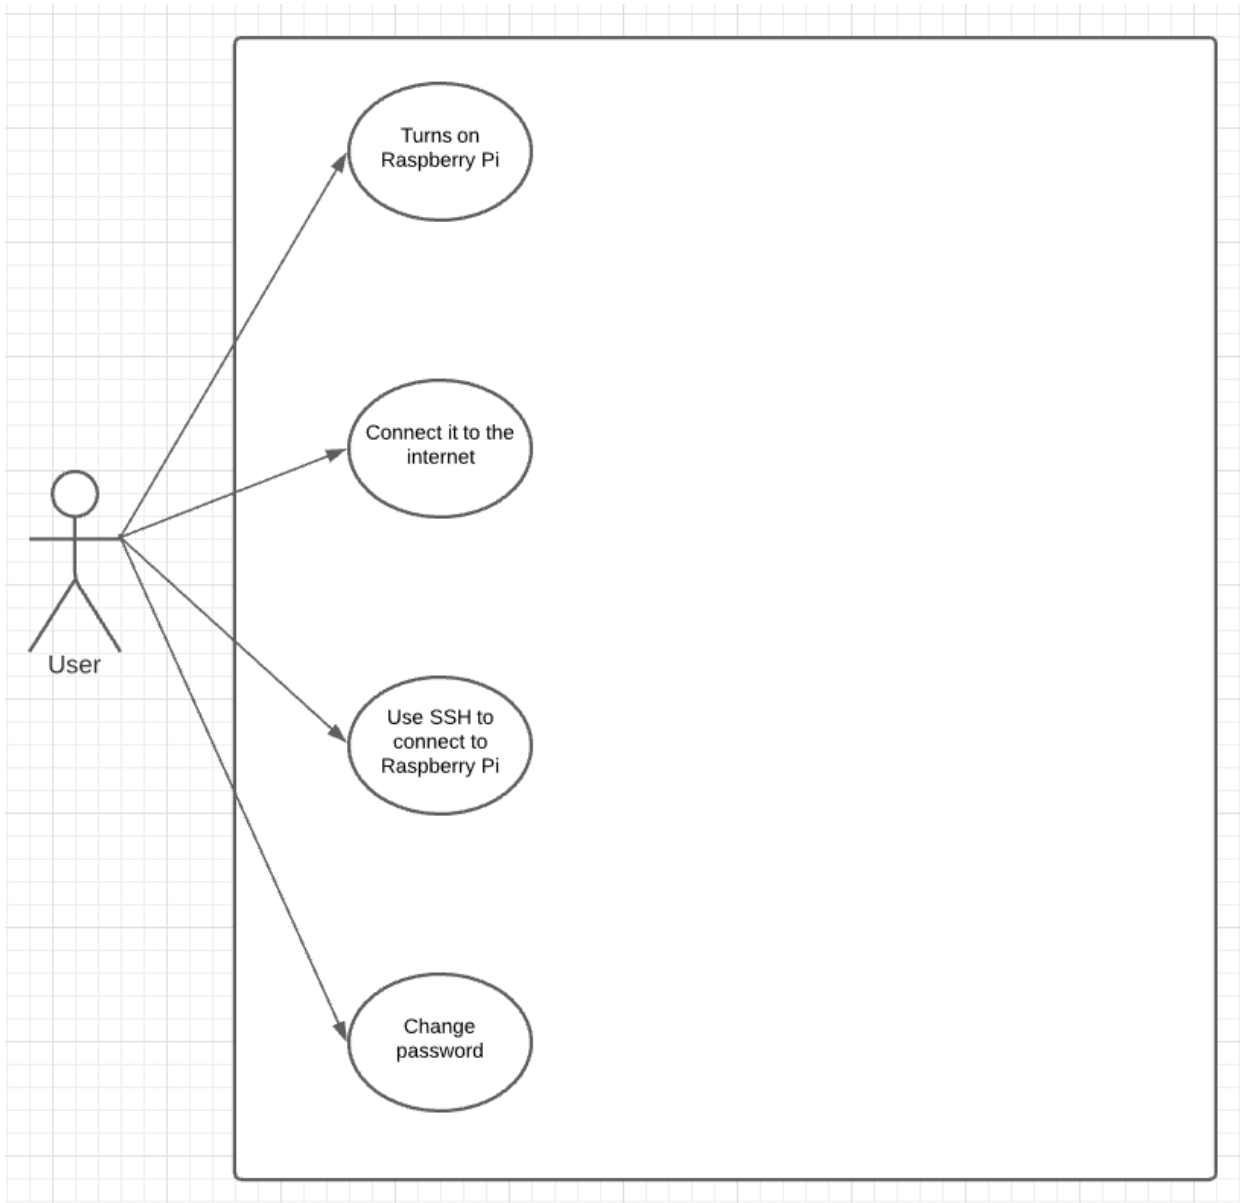 Turns on
Raspberry Pi
Connect it to the
internet
User
Use SSH to
connect to
Raspberry Pi
Change
password